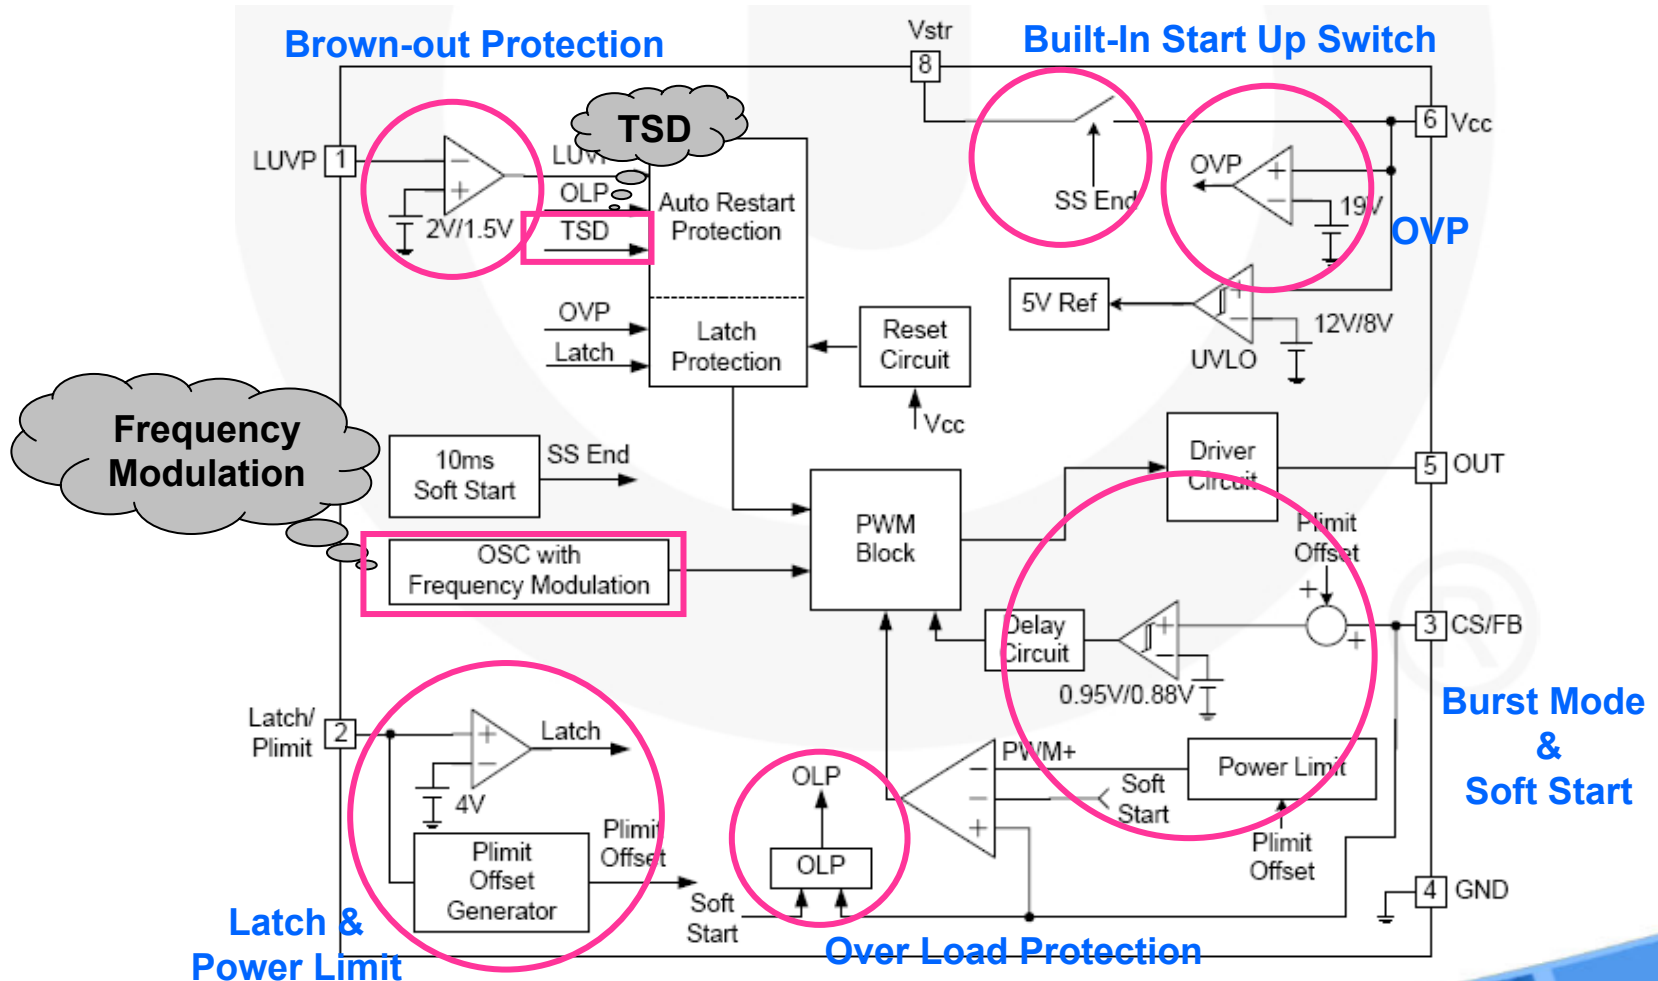 Vstr
Brown-out Protection
Built-In Start Up Switch
8
TSD
6 Vcc
LUVP 1
LUVP
OVP
OLP
Auto Restart
Protection
SS End
19V
2V/1.5V
TSD
OVP
5V Ref
OVP
12V/8V
Latch
Latch
Protection
Reset
Circuit
UVLO
Vcc
Frequency
Modulation
10ms
Soft Start
SS End
Driver
Circuit
5 OUT
PWM
Block
Plimit
Offset
OSC with
Frequency Modulation
+
Delay
Circuit
+
+
3 CS/FB
0.95V/0.88V
Latch/
Plimit
2
Latch
4V
Burst Mode
&
Soft Start
PWM+
Power Limit
OLP
Soft
Start
Plimit
Offset
Plimit
Offset
Generator
Plimit
Offset
OLP
Soft
Start
4 GND
Latch &
Power Limit
Over Load Protection
®